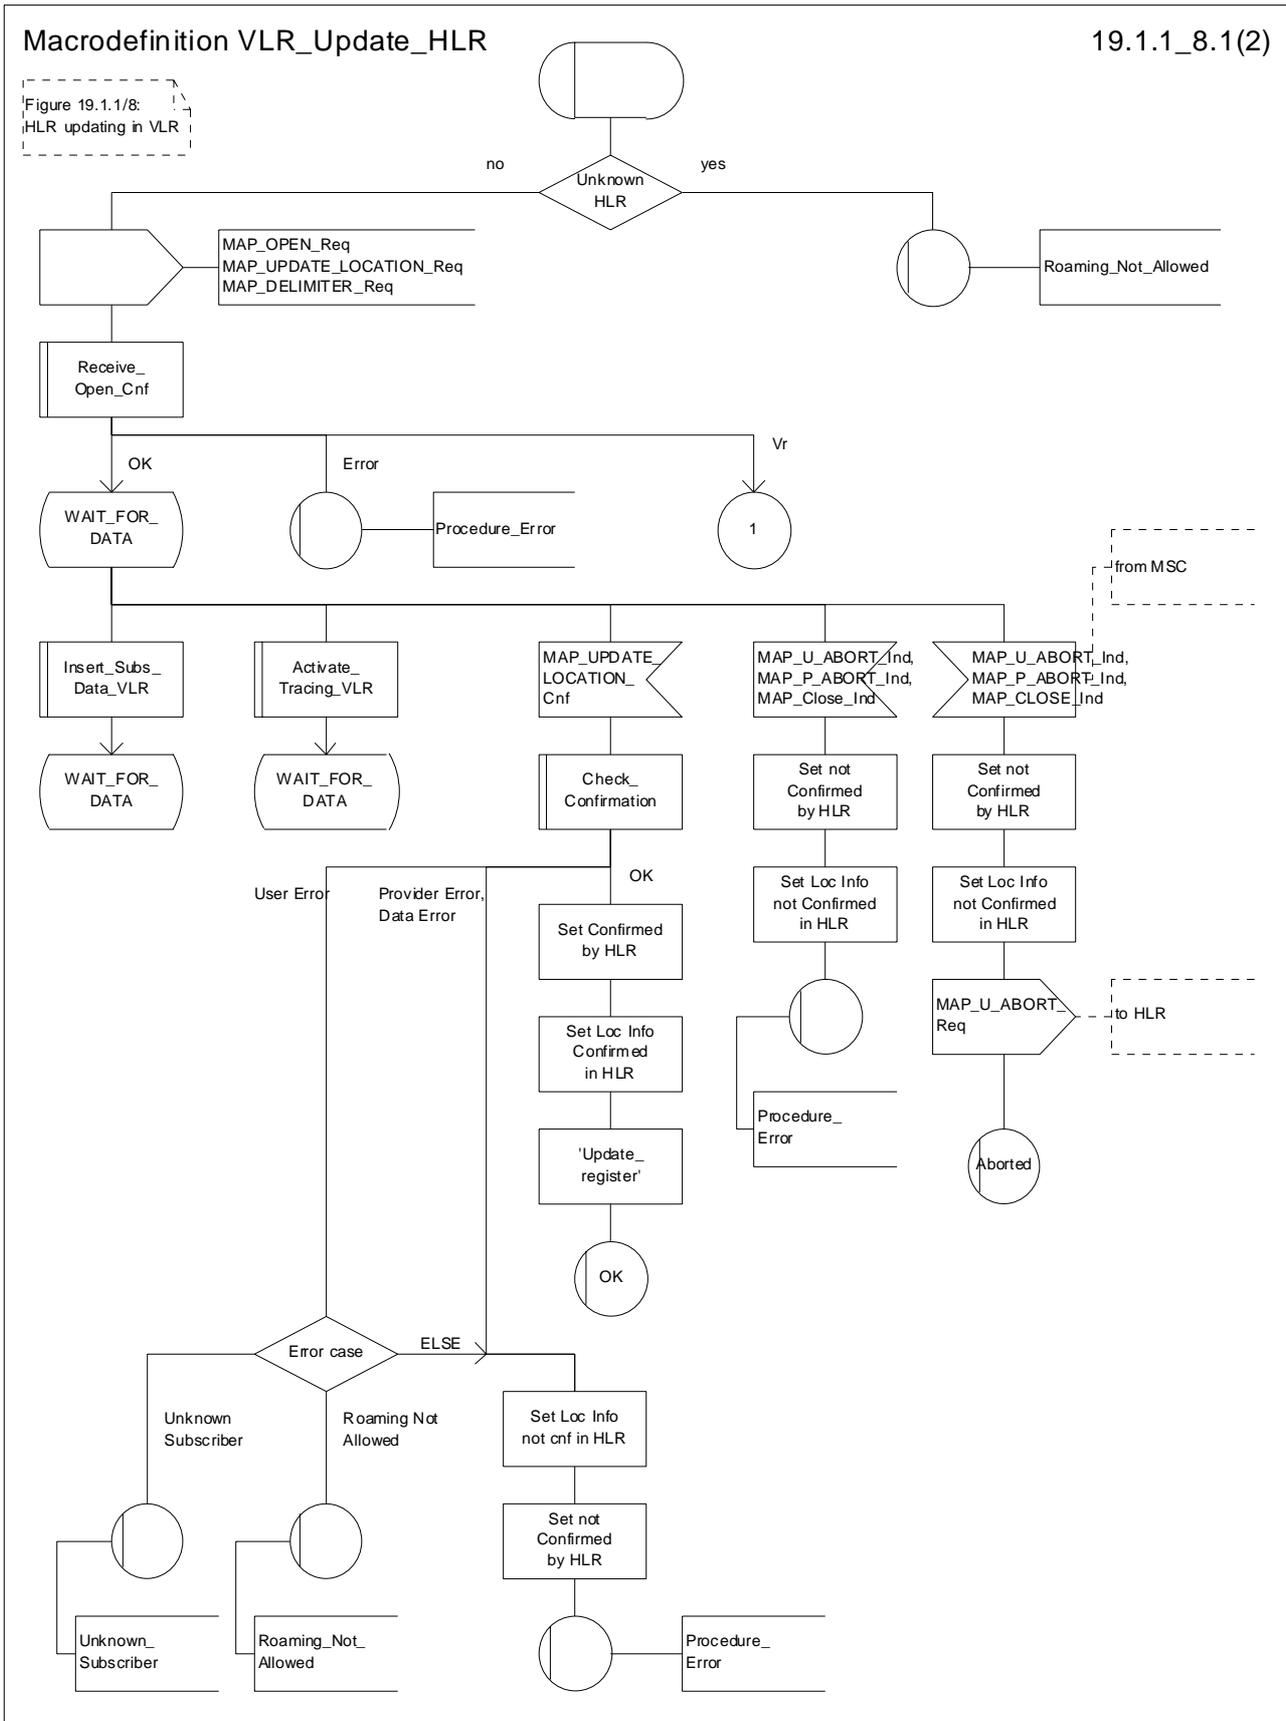 Macrodefinition VLR_Update_HLR
19.1.1_8.1(2)
Figure 19.1.1/8:
HLR updating in VLR
no
yes
Unknown
HLR
MAP_OPEN_Req
MAP_UPDATE_LOCATION_Req
MAP_DELIMITER_Req
Roaming_Not_Allowed
Receive_
Open_Cnf
OK
Error
Vr
WAIT_FOR_
DATA
Procedure_Error
1
from MSC
Insert_Subs_
Data_VLR
Activate_
Tracing_VLR
MAP_UPDATE_
LOCATION_
Cnf
MAP_U_ABORT_Ind,
MAP_P_ABORT_Ind,
MAP_Close_Ind
MAP_U_ABORT_Ind,
MAP_P_ABORT_Ind,
MAP_CLOSE_Ind
WAIT_FOR_
DATA
WAIT_FOR_
DATA
Check_
Confirmation
Set not
Confirmed
by HLR
Set not
Confirmed
by HLR
User Error
Provider Error,
Data Error
OK
Set Loc Info
not Confirmed
in HLR
Set Loc Info
not Confirmed
in HLR
Set Confirmed
by HLR
MAP_U_ABORT_
Req
to HLR
Set Loc Info
Confirmed
in HLR
Procedure_
Error
'Update_
register'
Aborted
OK
Error case
ELSE
Unknown
Subscriber
Roaming Not
Allowed
Set Loc Info
not cnf in HLR
Set not
Confirmed
by HLR
Unknown_
Subscriber
Roaming_Not_
Allowed
Procedure_
Error